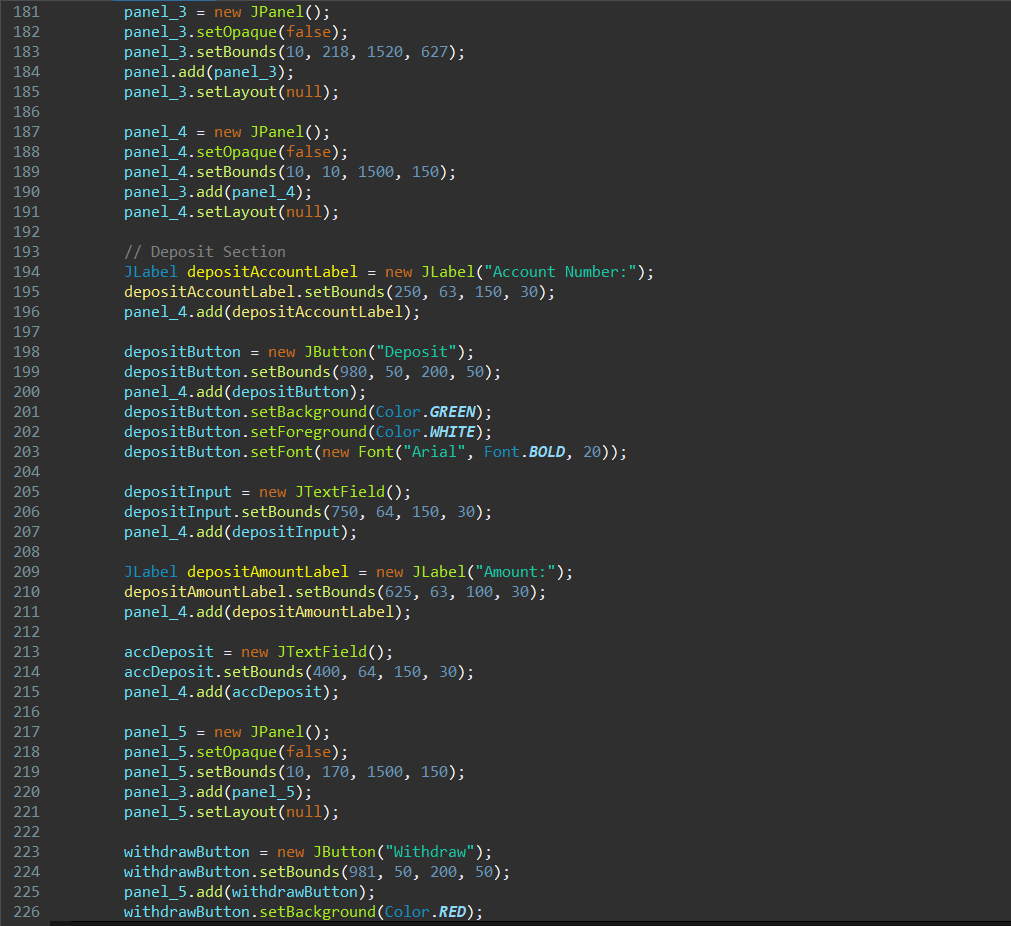 181 panel_3 = new JPanel();
182 panel_3.setOpaque(false);
183 panel_3.setBounds(10, 218, 1520, 627);
184 panel.add(panel_3);
185 panel_3.setLayout(null);
186
187 panel_4 = new JPanel();
188 panel_4.setOpaque(false);
189 panel_4.setBounds(10, 10, 1500, 150);
190 panel_3.add(panel_4);
191 panel_4.setLayout(null);
192
193 // Deposit Section
194 JLabel depositAccountLabel = new JLabel("Account Number:");
195 depositAccountLabel.setBounds(250, 63, 150, 30);
196 panel_4.add(depositAccountLabel);
197
198 depositButton = new JButton("Deposit");
199 depositButton.setBounds(980, 50, 200, 50);
200 panel_4.add(depositButton);
201 depositButton.setBackground(Color.GREEN);
202 depositButton.setForeground(Color.WHITE);
203 depositButton.setFont(new Font("Arial", Font.BOLD, 20));
204
205 depositInput = new JTextField();
206 depositInput.setBounds(750, 64, 150, 30);
207 panel_4.add(depositInput);
208
209 JLabel depositAmountLabel = new JLabel("Amount:");
210 depositAmountLabel.setBounds(625, 63, 100, 30);
211 panel_4.add(depositAmountLabel);
212
213 accDeposit = new JTextField();
214 accDeposit.setBounds(400, 64, 150, 30);
215 panel_4.add(accDeposit);
216
217 panel_5 = new JPanel();
218 panel_5.setOpaque(false);
219 panel_5.setBounds(10, 170, 1500, 150);
220 panel_3.add(panel_5);
221 panel_5.setLayout(null);
222
223 withdrawButton = new JButton("Withdraw");
224 withdrawButton.setBounds(981, 50, 200, 50);
225 panel_5.add(withdrawButton);
226 withdrawButton.setBackground(Color.RED);